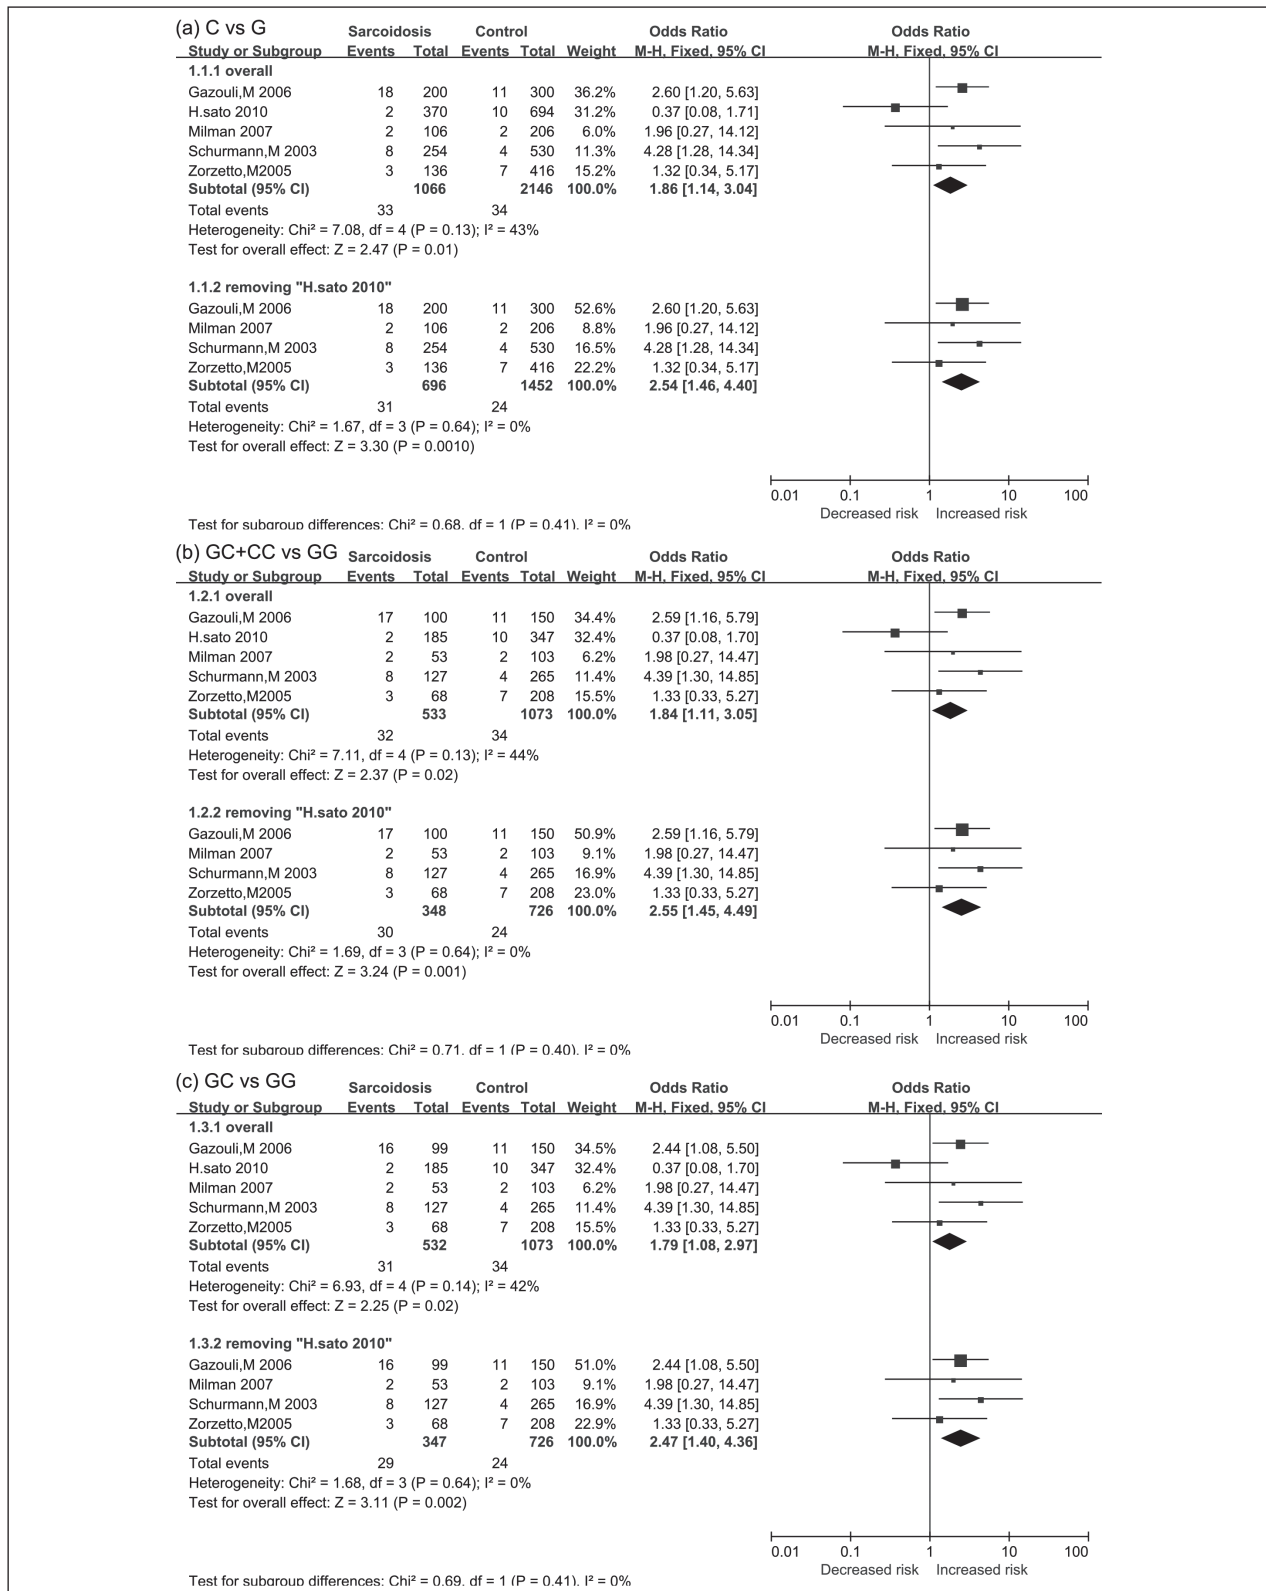 (a) C vs G
Sarcoidosis Control Odds Ratio Odds Ratio
Study or Subgroup Events Total Events Total Weight M-H, Fixed, 95% CI M-H, Fixed, 95% CI
1.1.1 overall
Gazouli,M 2006 18 200 11 300 36.2% 2.60 [1.20, 5.63]
H.sato 2010 2 370 10 694 31.2% 0.37 [0.08, 1.71]
Milman 2007 2 106 2 206 6.0% 1.96 [0.27, 14.12]
Schurmann,M 2003 8 254 4 530 11.3% 4.28 [1.28, 14.34]
Zorzetto,M2005 3 136 7 416 15.2% 1.32 [0.34, 5.17]
Subtotal (95% CI) 1066 2146 100.0% 1.86 [1.14, 3.04]
Total events 33 34
Heterogeneity: Chi² = 7.08, df = 4 (P = 0.13); I² = 43%
Test for overall effect: Z = 2.47 (P = 0.01)
1.1.2 removing "H.sato 2010"
Gazouli,M 2006 18 200 11 300 52.6% 2.60 [1.20, 5.63]
Milman 2007 2 106 2 206 8.8% 1.96 [0.27, 14.12]
Schurmann,M 2003 8 254 4 530 16.5% 4.28 [1.28, 14.34]
Zorzetto,M2005 3 136 7 416 22.2% 1.32 [0.34, 5.17]
Subtotal (95% CI) 696 1452 100.0% 2.54 [1.46, 4.40]
Total events 31 24
Heterogeneity: Chi² = 1.67, df = 3 (P = 0.64); I² = 0%
Test for overall effect: Z = 3.30 (P = 0.0010)
0.01 0.1 1 10 100
Decreased risk Increased risk
Test for subgroup differences: Chi² = 0.68, df = 1 (P = 0.41), I² = 0%
(b) GC+CC vs GG
Sarcoidosis Control Odds Ratio Odds Ratio
Study or Subgroup Events Total Events Total Weight M-H, Fixed, 95% CI M-H, Fixed, 95% CI
1.2.1 overall
Gazouli,M 2006 17 100 11 150 34.4% 2.59 [1.16, 5.79]
H.sato 2010 2 185 10 347 32.4% 0.37 [0.08, 1.70]
Milman 2007 2 53 2 103 6.2% 1.98 [0.27, 14.47]
Schurmann,M 2003 8 127 4 265 11.4% 4.39 [1.30, 14.85]
Zorzetto,M2005 3 68 7 208 15.5% 1.33 [0.33, 5.27]
Subtotal (95% CI) 533 1073 100.0% 1.84 [1.11, 3.05]
Total events 32 34
Heterogeneity: Chi² = 7.11, df = 4 (P = 0.13); I² = 44%
Test for overall effect: Z = 2.37 (P = 0.02)
1.2.2 removing "H.sato 2010"
Gazouli,M 2006 17 100 11 150 50.9% 2.59 [1.16, 5.79]
Milman 2007 2 53 2 103 9.1% 1.98 [0.27, 14.47]
Schurmann,M 2003 8 127 4 265 16.9% 4.39 [1.30, 14.85]
Zorzetto,M2005 3 68 7 208 23.0% 1.33 [0.33, 5.27]
Subtotal (95% CI) 348 726 100.0% 2.55 [1.45, 4.49]
Total events 30 24
Heterogeneity: Chi² = 1.69, df = 3 (P = 0.64); I² = 0%
Test for overall effect: Z = 3.24 (P = 0.001)
0.01 0.1 1 10 100
Decreased risk Increased risk
Test for subgroup differences: Chi² = 0.71, df = 1 (P = 0.40), I² = 0%
(c) GC vs GG
Sarcoidosis Control Odds Ratio Odds Ratio
Study or Subgroup Events Total Events Total Weight M-H, Fixed, 95% CI M-H, Fixed, 95% CI
1.3.1 overall
Gazouli,M 2006 16 99 11 150 34.5% 2.44 [1.08, 5.50]
H.sato 2010 2 185 10 347 32.4% 0.37 [0.08, 1.70]
Milman 2007 2 53 2 103 6.2% 1.98 [0.27, 14.47]
Schurmann,M 2003 8 127 4 265 11.4% 4.39 [1.30, 14.85]
Zorzetto,M2005 3 68 7 208 15.5% 1.33 [0.33, 5.27]
Subtotal (95% CI) 532 1073 100.0% 1.79 [1.08, 2.97]
Total events 31 34
Heterogeneity: Chi² = 6.93, df = 4 (P = 0.14); I² = 42%
Test for overall effect: Z = 2.25 (P = 0.02)
1.3.2 removing "H.sato 2010"
Gazouli,M 2006 16 99 11 150 51.0% 2.44 [1.08, 5.50]
Milman 2007 2 53 2 103 9.1% 1.98 [0.27, 14.47]
Schurmann,M 2003 8 127 4 265 16.9% 4.39 [1.30, 14.85]
Zorzetto,M2005 3 68 7 208 22.9% 1.33 [0.33, 5.27]
Subtotal (95% CI) 347 726 100.0% 2.47 [1.40, 4.36]
Total events 29 24
Heterogeneity: Chi² = 1.68, df = 3 (P = 0.64); I² = 0%
Test for overall effect: Z = 3.11 (P = 0.002)
0.01 0.1 1 10 100
Decreased risk Increased risk
Test for subgroup differences: Chi² = 0.69, df = 1 (P = 0.41), I² = 0%